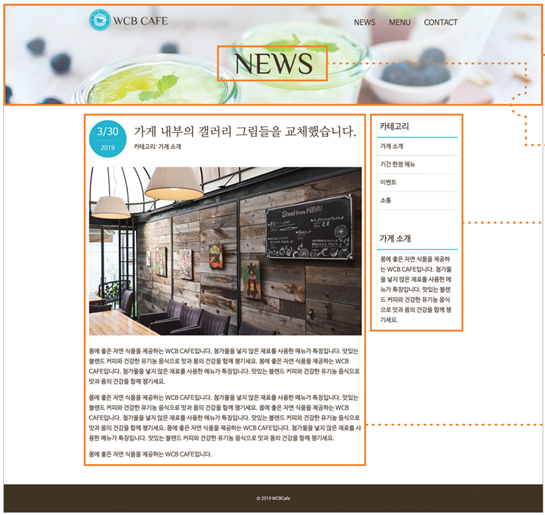 WCB CAFE
NEWS MENU CONTACT
NEWS
3/30
2019
가게 내부의 갤러리 그림들을 교체했습니다.
카테고리: 가게 소개
몸에 좋은 자연 식품을 제공하는 WCB CAFE입니다. 첨가물을 넣지 않은 재료를 사용한 메뉴가 특징입니다. 맛있는
블렌드 커피와 건강한 유기농 음식으로 맛과 몸의 건강을 함께 챙기세요. 몸에 좋은 자연 식품을 제공하는 WCB
CAFE입니다. 첨가물을 넣지 않은 재료를 사용한 메뉴가 특징입니다. 맛있는 블렌드 커피와 건강한 유기농 음식으로
맛과 몸의 건강을 함께 챙기세요.
몸에 좋은 자연 식품을 제공하는 WCB CAFE입니다. 첨가물을 넣지 않은 재료를 사용한 메뉴가 특징입니다. 맛있는
블렌드 커피와 건강한 유기농 음식으로 맛과 몸의 건강을 함께 챙기세요. 몸에 좋은 자연 식품을 제공하는 WCB
CAFE입니다. 첨가물을 넣지 않은 재료를 사용한 메뉴가 특징입니다. 맛있는 블렌드 커피와 건강한 유기농 음식으로
맛과 몸의 건강을 함께 챙기세요. 몸에 좋은 자연 식품을 제공하는 WCB CAFE입니다. 첨가물을 넣지 않은 재료를 사
용한 메뉴가 특징입니다. 맛있는 블렌드 커피와 건강한 유기농 음식으로 맛과 몸의 건강을 함께 챙기세요.
몸에 좋은 자연 식품을 제공하는 WCB CAFE입니다.
카테고리
가게 소개
기간 한정 메뉴
이벤트
소통
가게 소개
몸에 좋은 자연 식품을 제공하
는 WCB CAFE입니다. 첨가물
을 넣지 않은 재료를 사용한 메
뉴가 특징입니다. 맛있는 블렌
드 커피와 건강한 유기농 음식
으로 맛과 몸의 건강을 함께 챙
기세요.
© 2019 WCBCafe